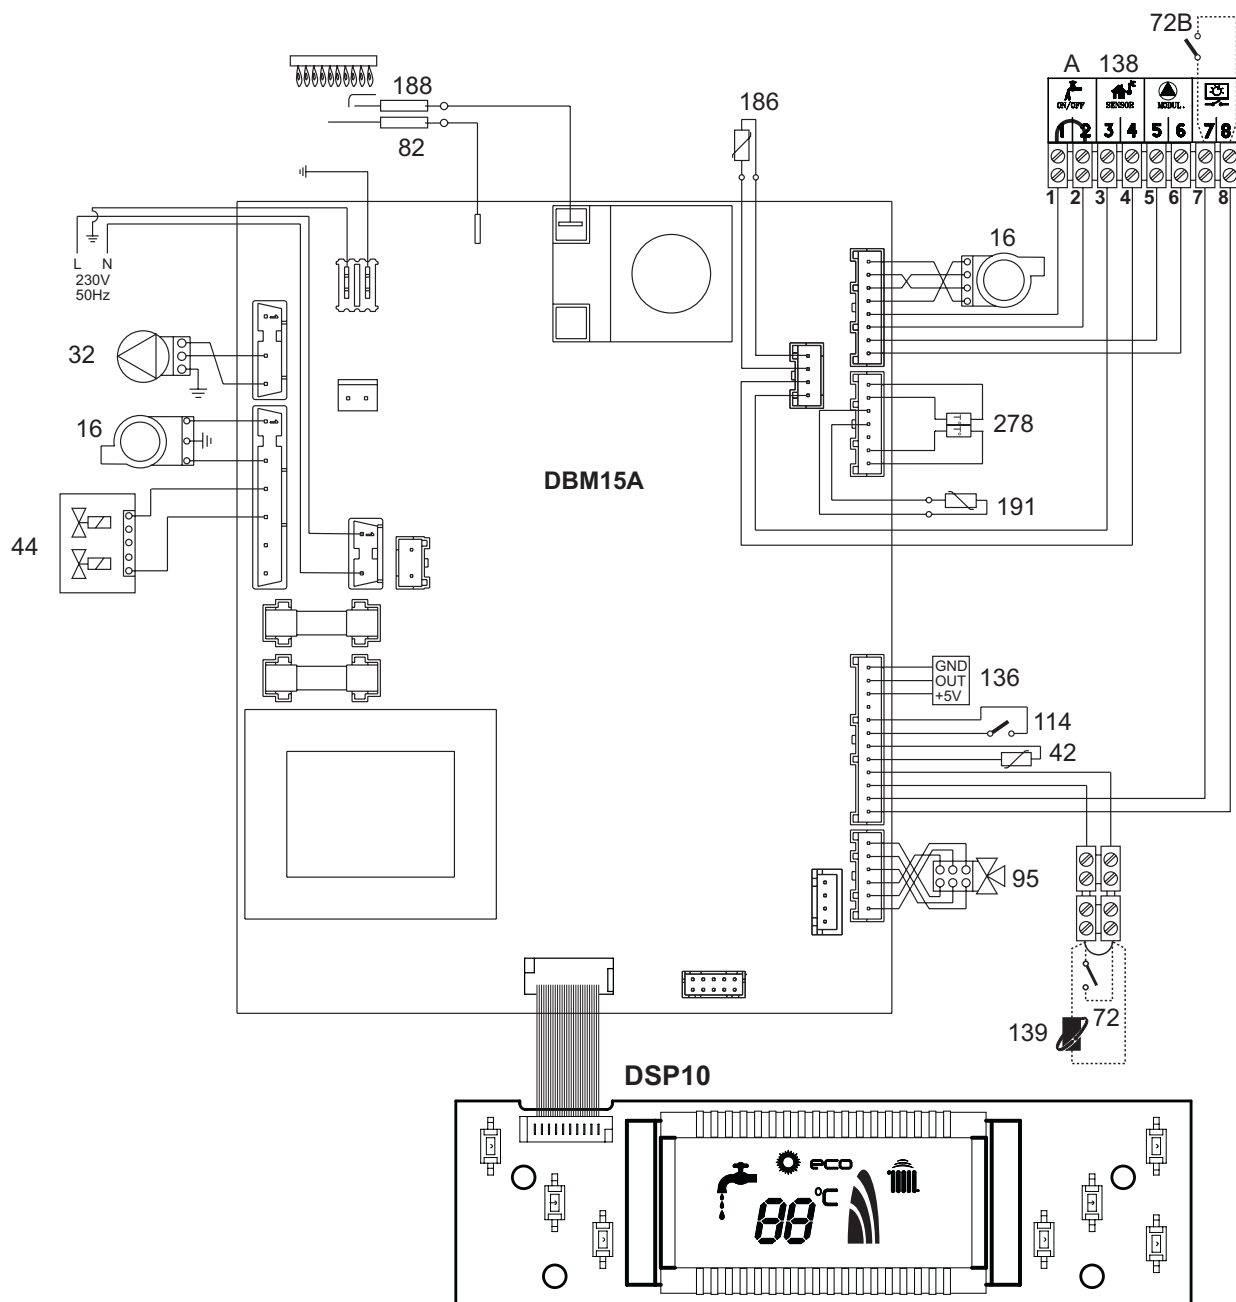 72B
A 138
ON/OFF SENSOR MODUL.
1 2 3 4 5 6 7 8
1 2 3 4 5 6 7 8
188
82
186
16
L N
230V
50Hz
32
16
278
DBM15A
191
44
GND
OUT
+5V
136
114
42
95
139
72
DSP10
eco
88 °C